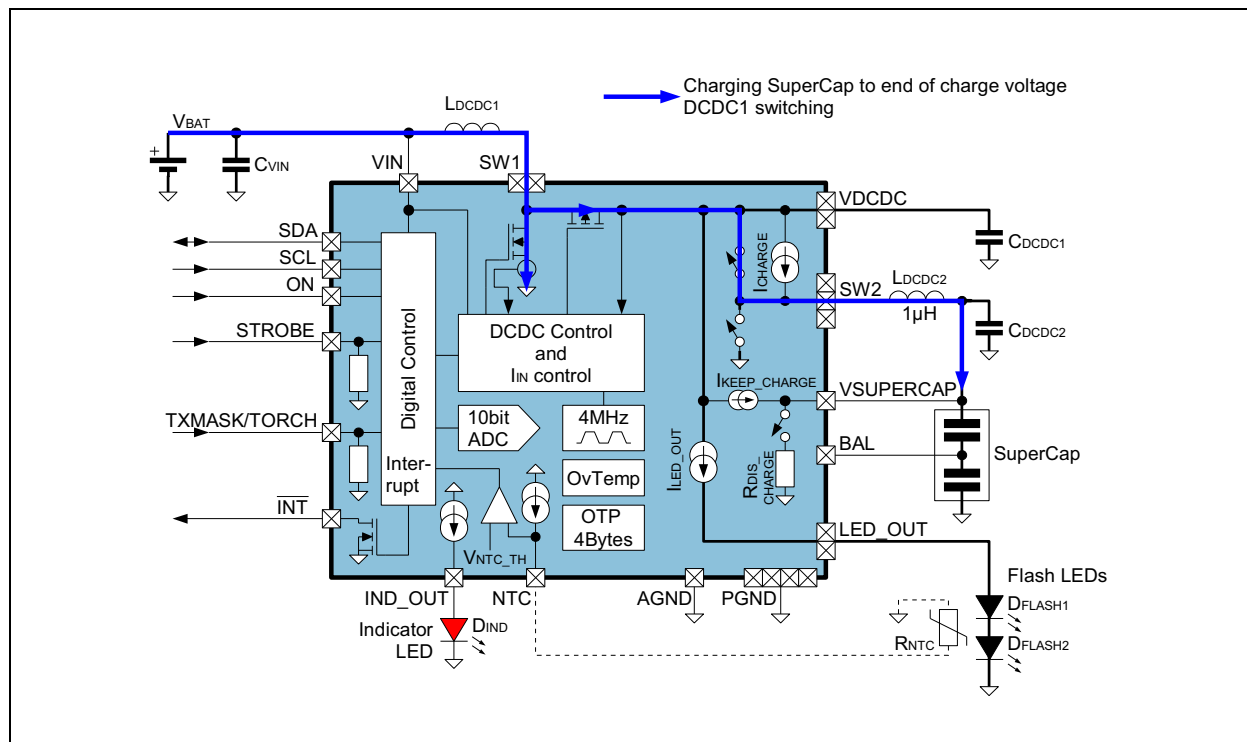 Charging SuperCap to end of charge voltage
DCDC1 switching
LDCDC1
VBAT
+
CVIN
VIN
SW1
VDCDC
CDCDC1
SDA
SCL
ON
STROBE
TXMASK/TORCH
INT
Digital Control
Inter-
rupt
DCDC Control
and
IIN control
10bit
ADC
4MHz
OvTemp
OTP
4Bytes
VNTC_TH
ICHARGE
SW2
LDCDC2
1µH
CDCDC2
IKEEP_CHARGE
VSUPERCAP
ILED_OUT
RDIS_
CHARGE
BAL
SuperCap
LED_OUT
Flash LEDs
DFLASH1
DFLASH2
RNTC
IND_OUT
NTC
AGND
PGND
Indicator
LED
DIND